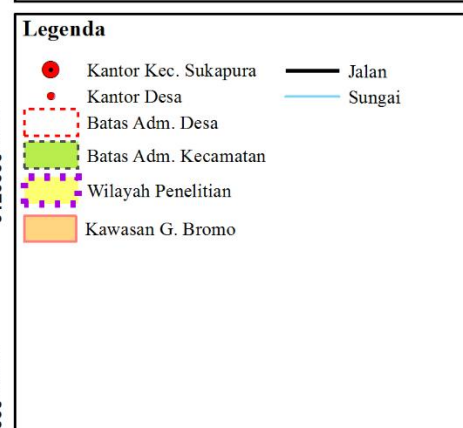 Legenda
Kantor Kec. Sukapura
Jalan
Kantor Desa
Sungai
Batas Adm. Desa
Batas Adm. Kecamatan
Wilayah Penelitian
Kawasan G. Bromo